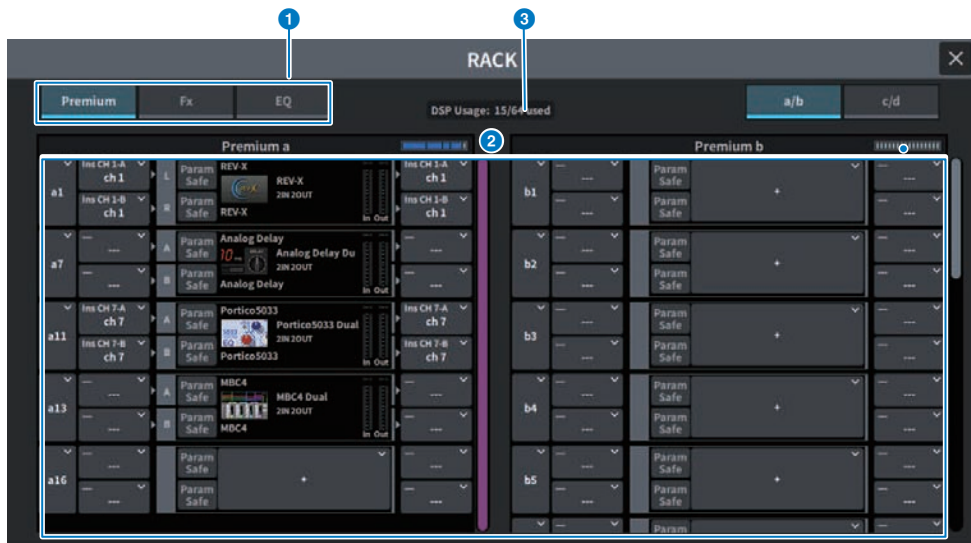 1
3
RACK
Premium Fx EQ
DSP Usage: 15/64 used
a/b c/d
2
Premium a
Premium b
a1
Ins CH 1-A
ch 1
Ins CH 1-B
ch 1
L
R
Param Safe
Param Safe
REV-X
REV-X
2IN 2OUT
REV-X
In Out
Ins CH 1-A
ch 1
Ins CH 1-B
ch 1
a7
---
---
A
B
Param Safe
Param Safe
Analog Delay
Analog Delay Du
2IN 2OUT
Analog Delay
In Out
---
---
a11
Ins CH 7-A
ch 7
Ins CH 7-B
ch 7
A
B
Param Safe
Param Safe
Portico5033
Portico5033 Dual
2IN 2OUT
Portico5033
In Out
Ins CH 7-A
ch 7
Ins CH 7-B
ch 7
a13
---
---
A
B
Param Safe
Param Safe
MBC4
MBC4 Dual
2IN 2OUT
MBC4
In Out
---
---
a16
---
---
Param Safe
Param Safe
+
---
---
b1
---
---
Param Safe
Param Safe
+
---
---
b2
---
---
Param Safe
Param Safe
+
---
---
b3
---
---
Param Safe
Param Safe
+
---
---
b4
---
---
Param Safe
Param Safe
+
---
---
b5
---
---
Param Safe
Param Safe
+
---
---
Param